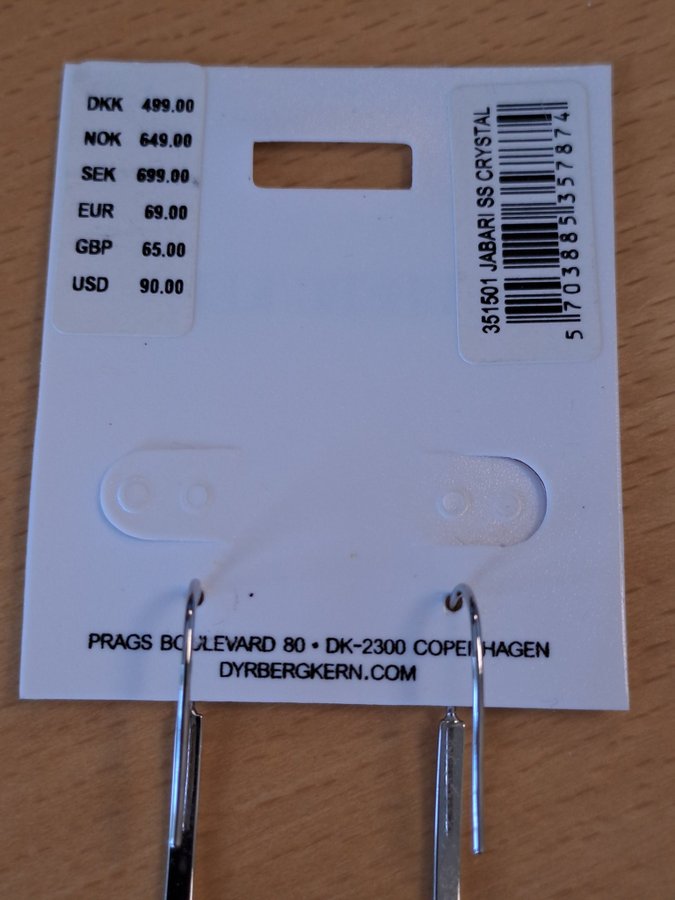 DKK 499.00
NOK 649.00
SEK 699.00
EUR 69.00
GBP 65.00
USD 90.00
351501 JABARI SS CRYSTAL
5 703885 357874
PRAGS BOULEVARD 80 • DK-2300 COPENHAGEN
DYRBERGKERN.COM